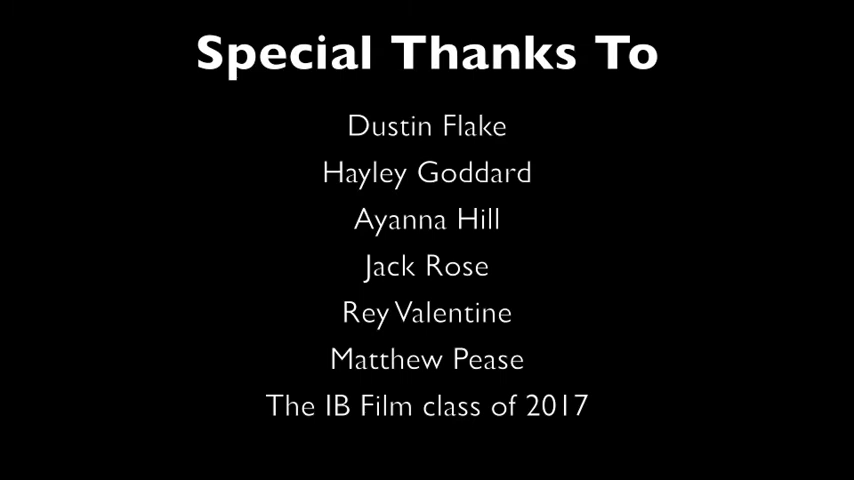 Special Thanks To
Dustin Flake
Hayley Goddard
Ayanna Hill
Jack Rose
Rey Valentine
Matthew Pease
The IB Film class of 2017